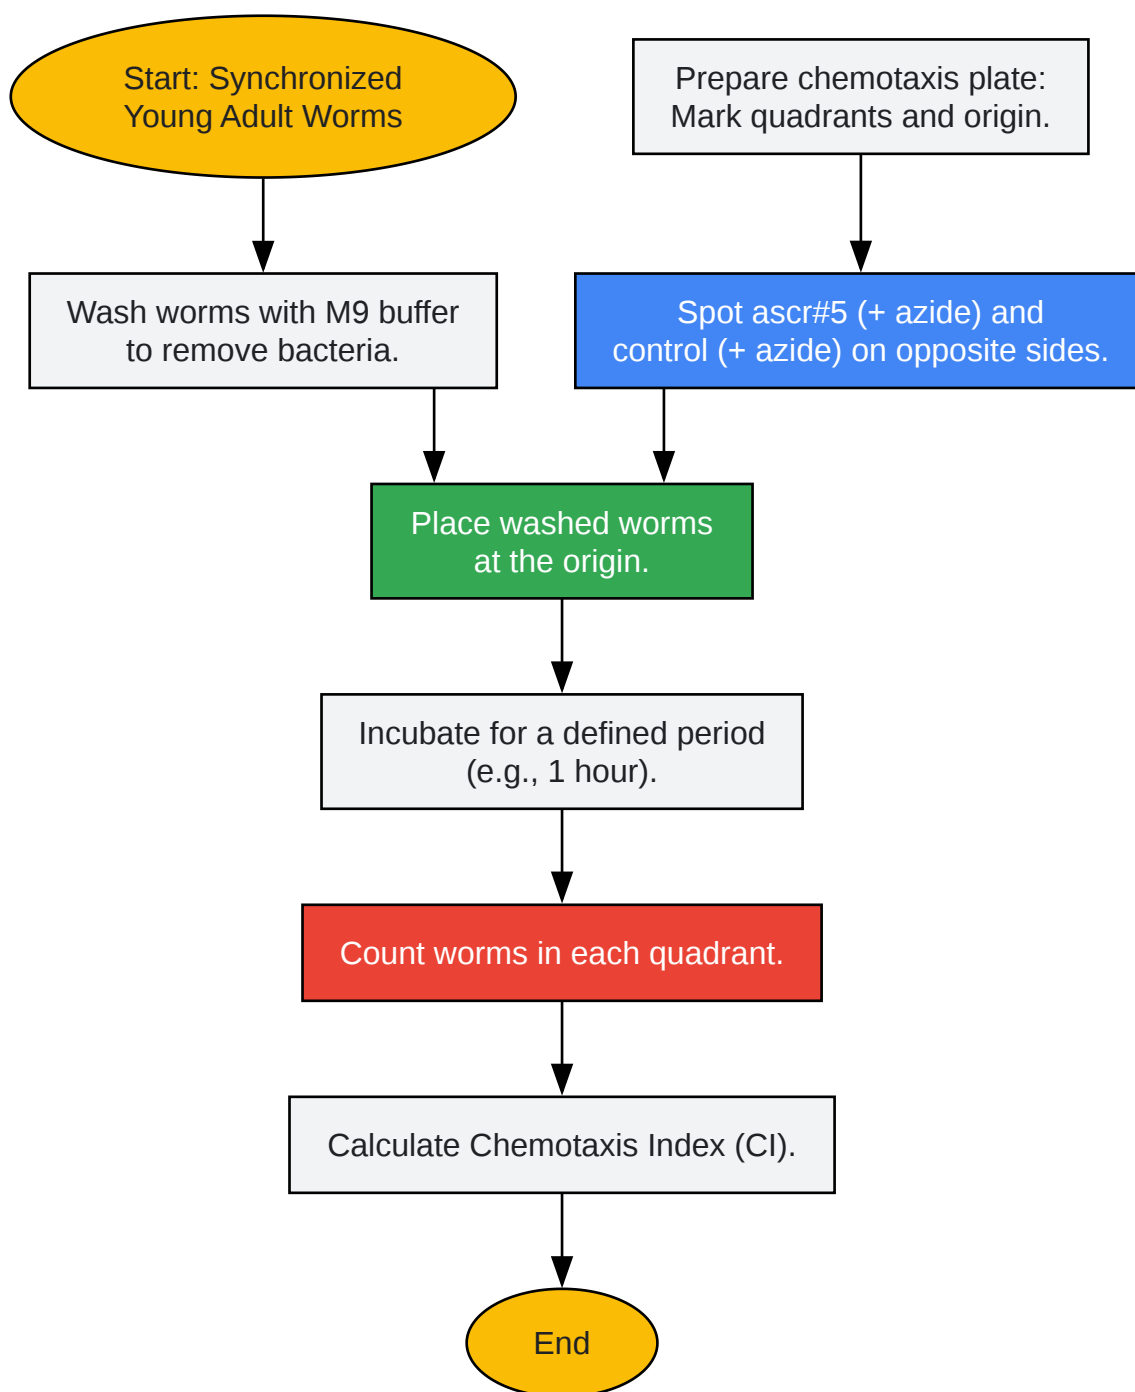 Start: Synchronized
Young Adult Worms
Prepare chemotaxis plate:
Mark quadrants and origin.
Wash worms with M9 buffer
to remove bacteria.
Spot ascr#5 (+ azide) and
control (+ azide) on opposite sides.
Place washed worms
at the origin.
Incubate for a defined period
(e.g., 1 hour).
Count worms in each quadrant.
Calculate Chemotaxis Index (CI).
End